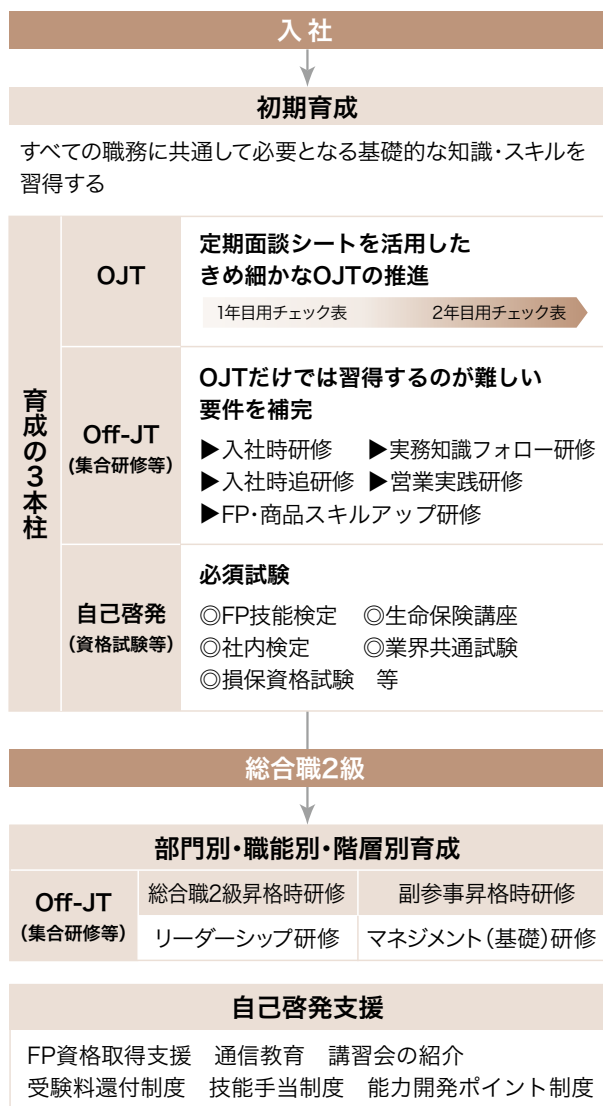 入社
初期育成
すべての職務に共通して必要となる基礎的な知識・スキルを
習得する
育成の3本柱
OJT
定期面談シートを活用した
きめ細かなOJTの推進
1年目用チェック表 2年目用チェック表
Off-JT
(集合研修等)
OJTだけでは習得するのが難しい
要件を補完
▶入社時研修 ▶実務知識フォロー研修
▶入社時追研修 ▶営業実践研修
▶FP・商品スキルアップ研修
自己啓発
(資格試験等)
必須試験
◎FP技能検定 ◎生命保険講座
◎社内検定 ◎業界共通試験
◎損保資格試験 等
総合職2級
部門別・職能別・階層別育成
Off-JT
(集合研修等)
総合職2級昇格時研修 副参事昇格時研修
リーダーシップ研修 マネジメント(基礎)研修
自己啓発支援
FP資格取得支援 通信教育 講習会の紹介
受験料還付制度 技能手当制度 能力開発ポイント制度